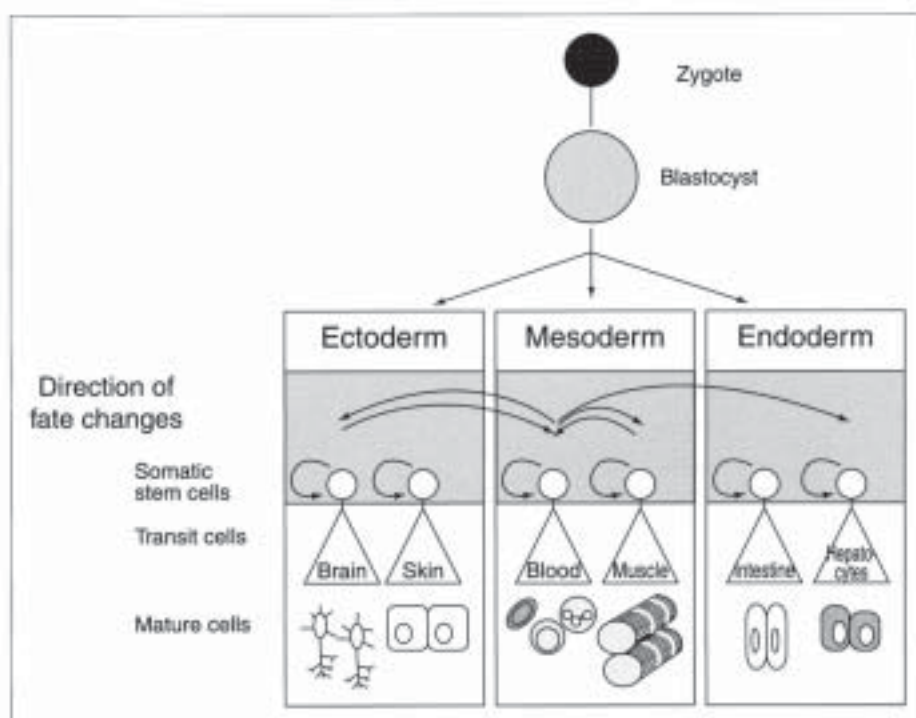 Zygote
Blastocyst
Ectoderm
Mesoderm
Endoderm
Direction of
fate changes
Somatic
stem cells
Transit cells
Brain
Skin
Blood
Muscle
Intestine
Hepato
cytes
Mature cells